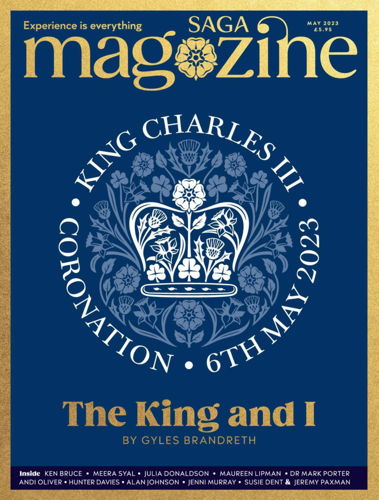 Experience is everything
SAGA
MAY 2023
£5.95
magazine
• KING CHARLES III •
CORONATION • 6TH MAY 2023
The King and I
BY GYLES BRANDRETH
Inside KEN BRUCE • MEERA SYAL • JULIA DONALDSON • MAUREEN LIPMAN • DR MARK PORTER
ANDI OLIVER • HUNTER DAVIES • ALAN JOHNSON • JENNI MURRAY • SUSIE DENT & JEREMY PAXMAN